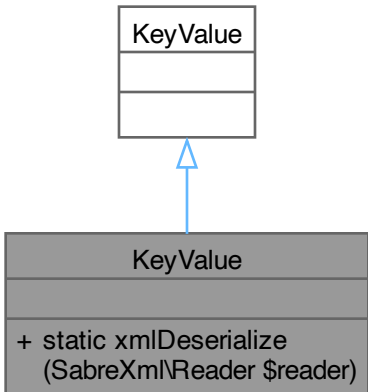 KeyValue
KeyValue
+ static xmlDeserialize
(SabreXml\Reader $reader)